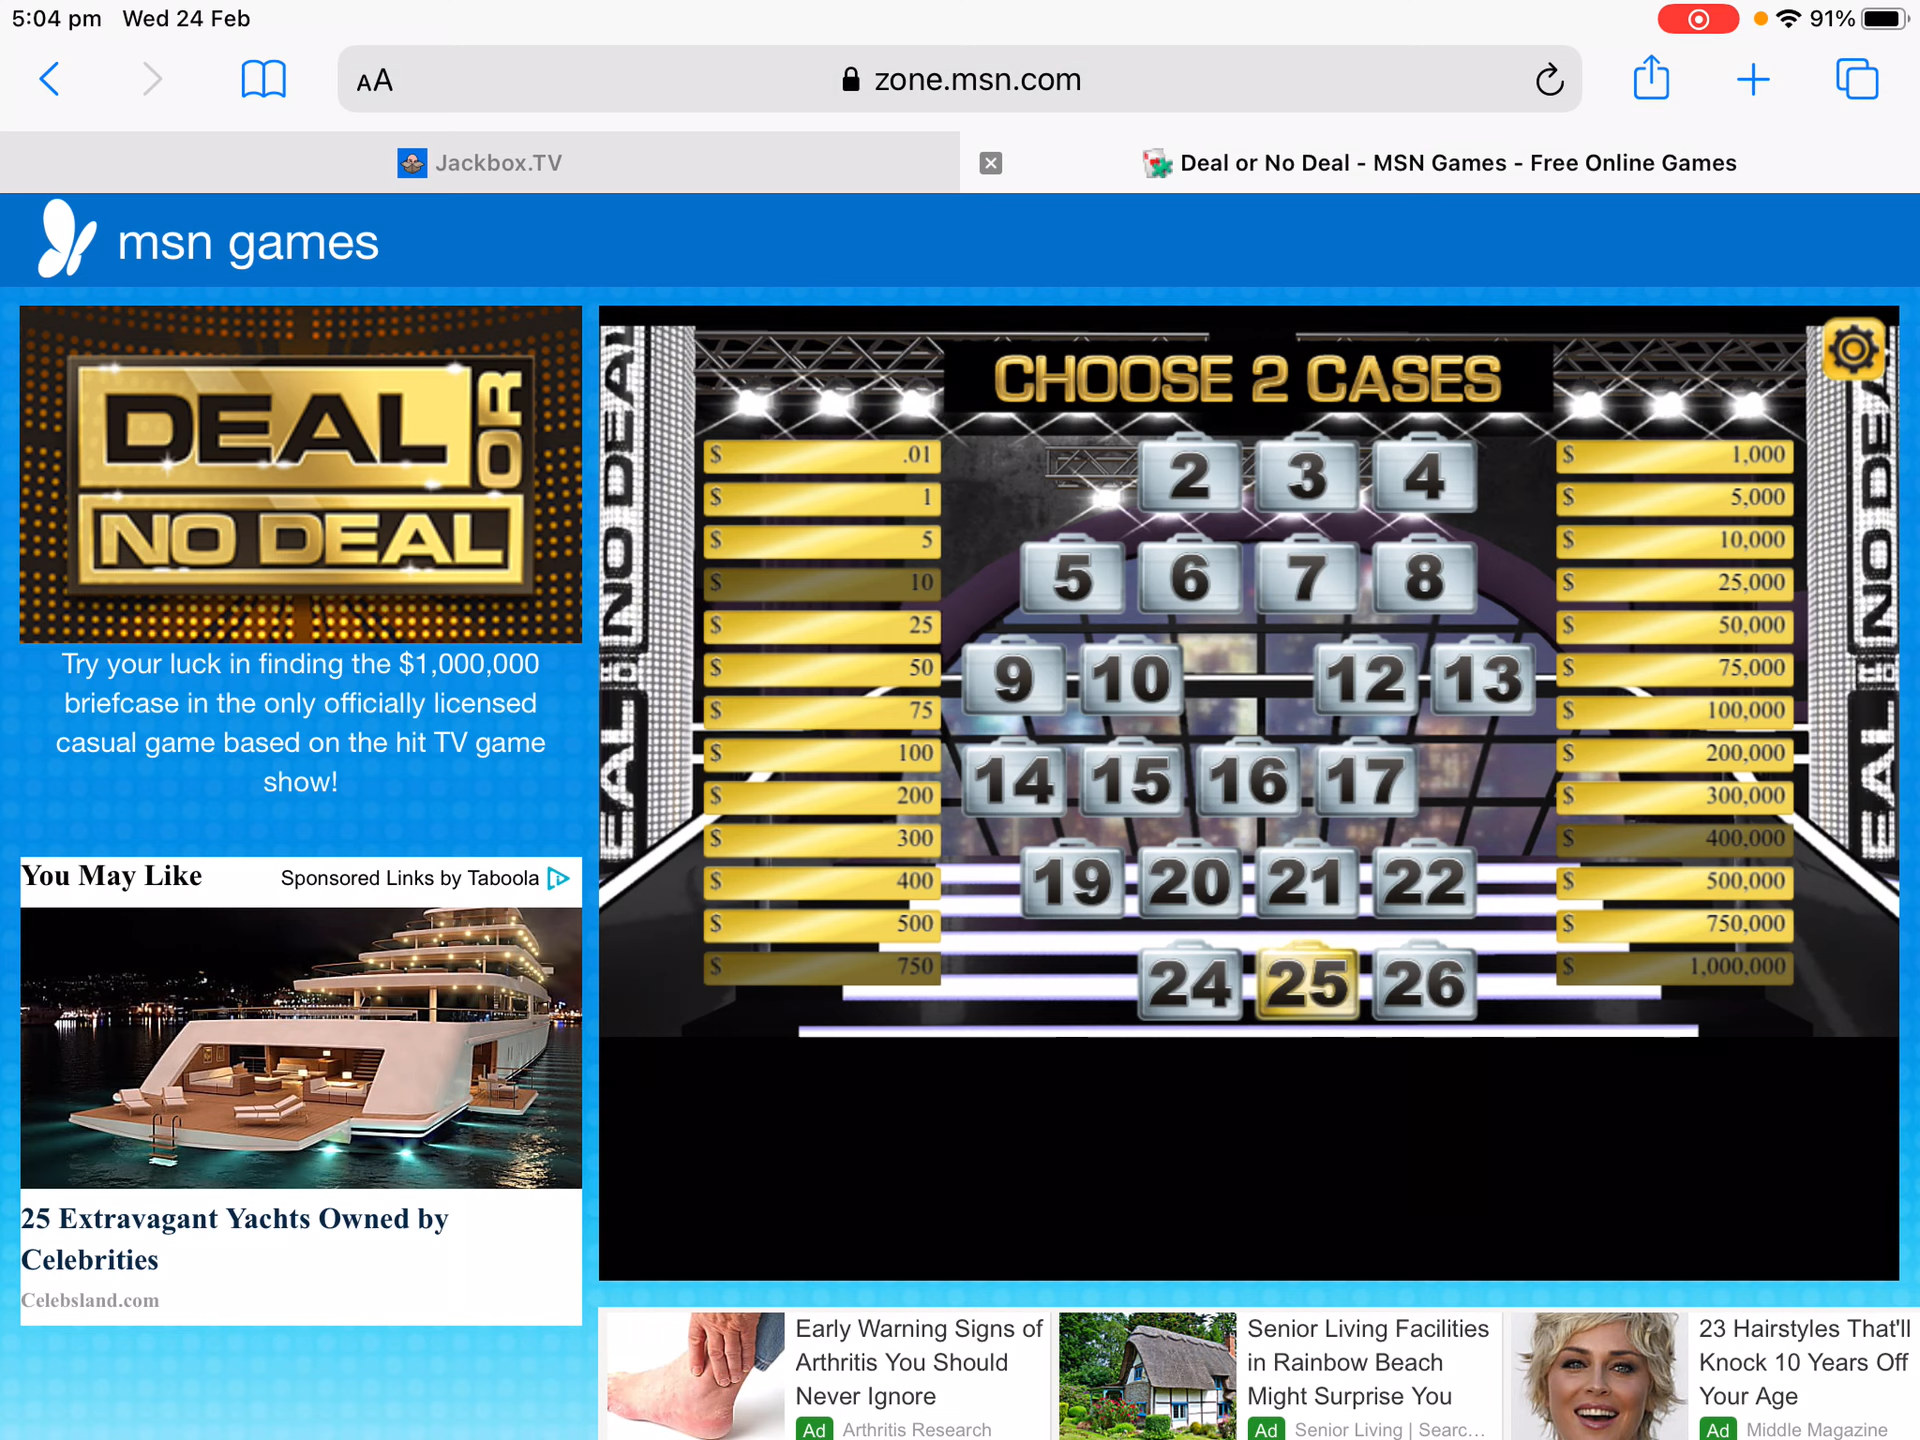 5:04 pm Wed 24 Feb
91%
AA
zone.msn.com
Jackbox.TV
Deal or No Deal - MSN Games - Free Online Games
msn games
DEAL OR
NO DEAL
Try your luck in finding the $1,000,000
briefcase in the only officially licensed
casual game based on the hit TV game
show!
You May Like
Sponsored Links by Taboola
25 Extravagant Yachts Owned by
Celebrities
Celebsland.com
CHOOSE 2 CASES
$ .01
$ 1
$ 5
$ 10
$ 25
$ 50
$ 75
$ 100
$ 200
$ 300
$ 400
$ 500
$ 750
2 3 4
5 6 7 8
9 10 12 13
14 15 16 17
19 20 21 22
24 25 26
$ 1,000
$ 5,000
$ 10,000
$ 25,000
$ 50,000
$ 75,000
$ 100,000
$ 200,000
$ 300,000
$ 400,000
$ 500,000
$ 750,000
$ 1,000,000
NO DEAL
NO DEAL
Early Warning Signs of
Arthritis You Should
Never Ignore
Ad Arthritis Research
Senior Living Facilities
in Rainbow Beach
Might Surprise You
Ad Senior Living | Searc...
23 Hairstyles That'll
Knock 10 Years Off
Your Age
Ad Middle Magazine